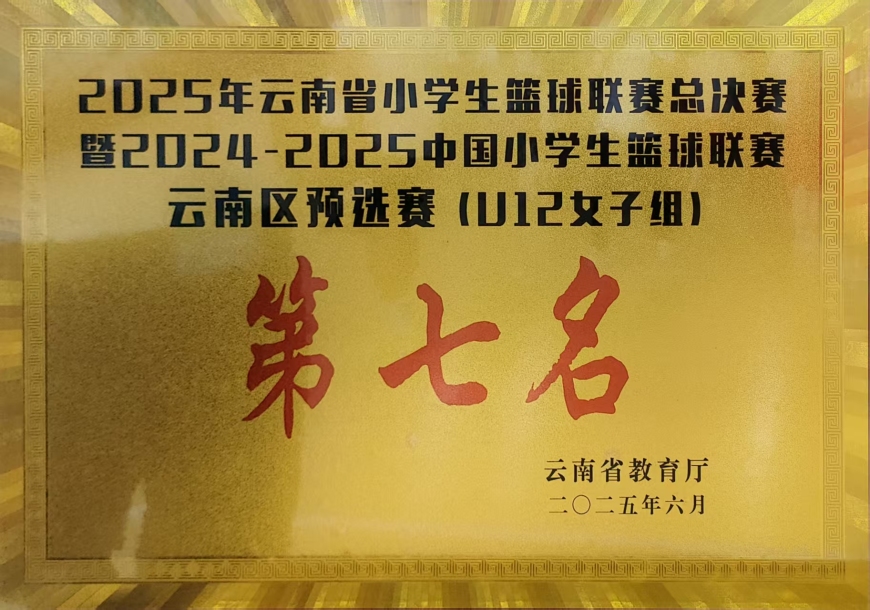 2025年云南省小学生篮球联赛总决赛
暨2024-2025中国小学生篮球联赛
云南区预选赛（U12女子组）
第七名
云南省教育厅
二〇二五年六月